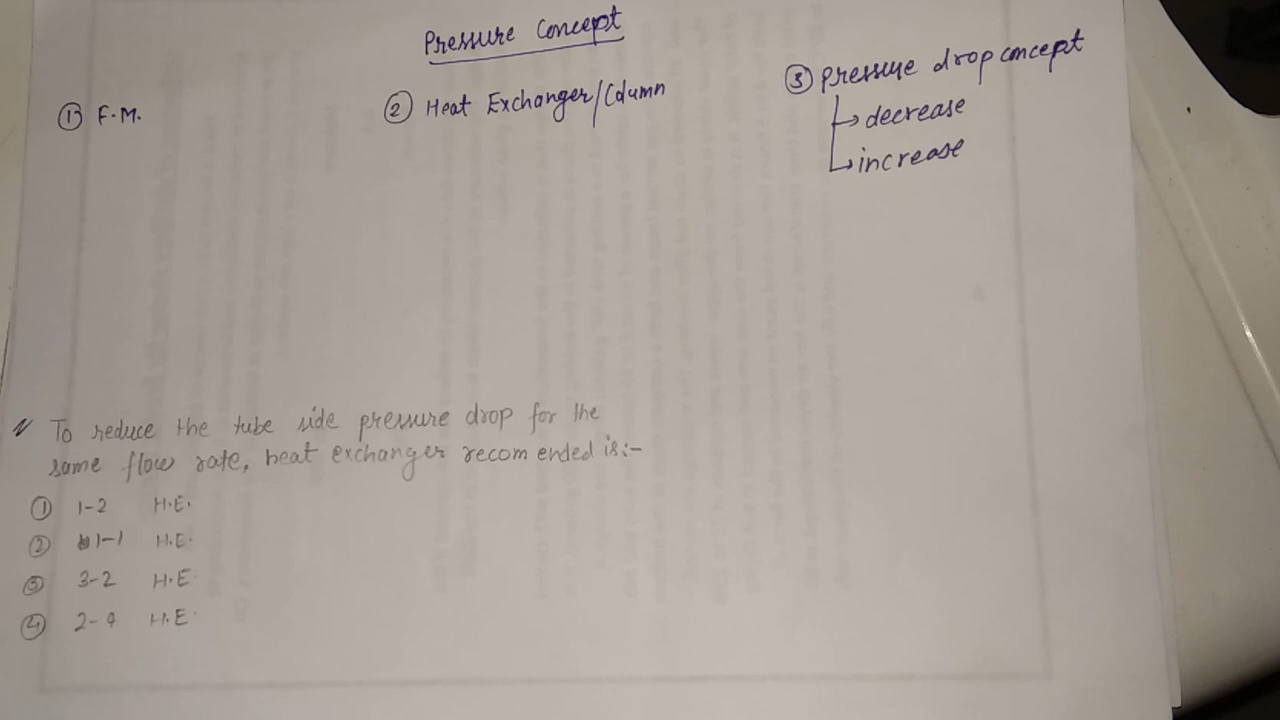 Pressure Concept
① F.M.
② Heat Exchanger/Column
③ Pressure drop concept
↳ decrease
↳ increase
To reduce the tube side pressure drop for the
same flow rate, heat exchanger recom ended is:-
① 1-2 H.E.
② 1-1 H.E.
③ 3-2 H.E.
④ 2-4 H.E.